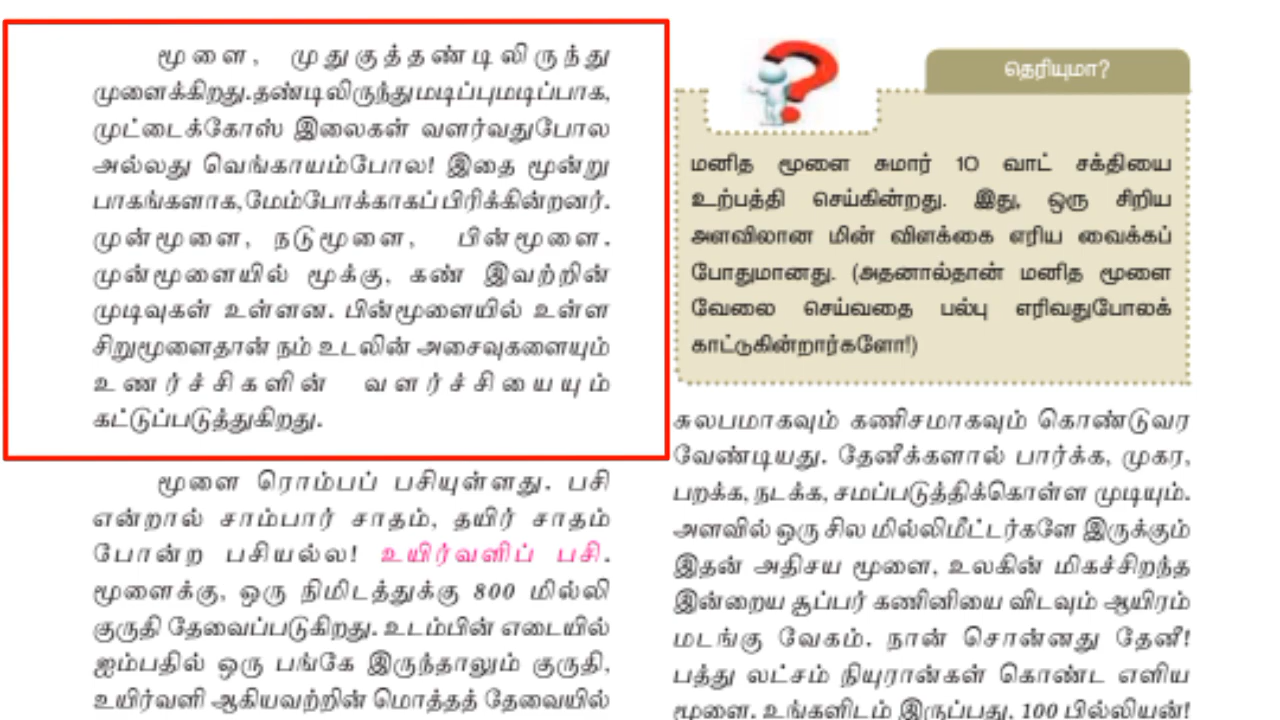 மூளை, முதுகுத்தண்டிலிருந்து
முளைக்கிறது.தண்டிலிருந்துமடிப்புமடிப்பாக,
முட்டைக்கோஸ் இலைகள் வளர்வதுபோல
அல்லது வெங்காயம்போல! இதை மூன்று
பாகங்களாக,மேம்போக்காகப் பிரிக்கின்றனர்.
முன்மூளை, நடுமூளை, பின்மூளை.
முன்மூளையில் மூக்கு, கண் இவற்றின்
முடிவுகள் உள்ளன. பின்மூளையில் உள்ள
சிறுமூளைதான் நம் உடலின் அசைவுகளையும்
உணர்ச்சிகளின் வளர்ச்சியையும்
கட்டுப்படுத்துகிறது.
மூளை ரொம்பப் பசியுள்ளது. பசி
என்றால் சாம்பார் சாதம், தயிர் சாதம்
போன்ற பசியல்ல! உயிர்வளிப் பசி.
மூளைக்கு, ஒரு நிமிடத்துக்கு 800 மில்லி
குருதி தேவைப்படுகிறது. உடம்பின் எடையில்
ஐம்பதில் ஒரு பங்கே இருந்தாலும் குருதி,
உயிர்வளி ஆகியவற்றின் மொத்தத் தேவையில்
தெரியுமா?
மனித மூளை சுமார் 10 வாட் சக்தியை
உற்பத்தி செய்கின்றது. இது, ஒரு சிறிய
அளவிலான மின் விளக்கை எரிய வைக்கப்
போதுமானது. (அதனால்தான் மனித மூளை
வேலை செய்வதை பல்பு எரிவதுபோலக்
காட்டுகின்றார்களோ!)
சுலபமாகவும் கணிசமாகவும் கொண்டுவர
வேண்டியது. தேனீக்களால் பார்க்க, முகர,
பறக்க, நடக்க, சமப்படுத்திக்கொள்ள முடியும்.
அளவில் ஒரு சில மில்லிமீட்டர்களே இருக்கும்
இதன் அதிசய மூளை, உலகின் மிகச்சிறந்த
இன்றைய சூப்பர் கணினியை விடவும் ஆயிரம்
மடங்கு வேகம். நான் சொன்னது தேனீ!
பத்து லட்சம் நியுரான்கள் கொண்ட எளிய
மூளை. உங்களிடம் இருப்பது, 100 பில்லியன்!